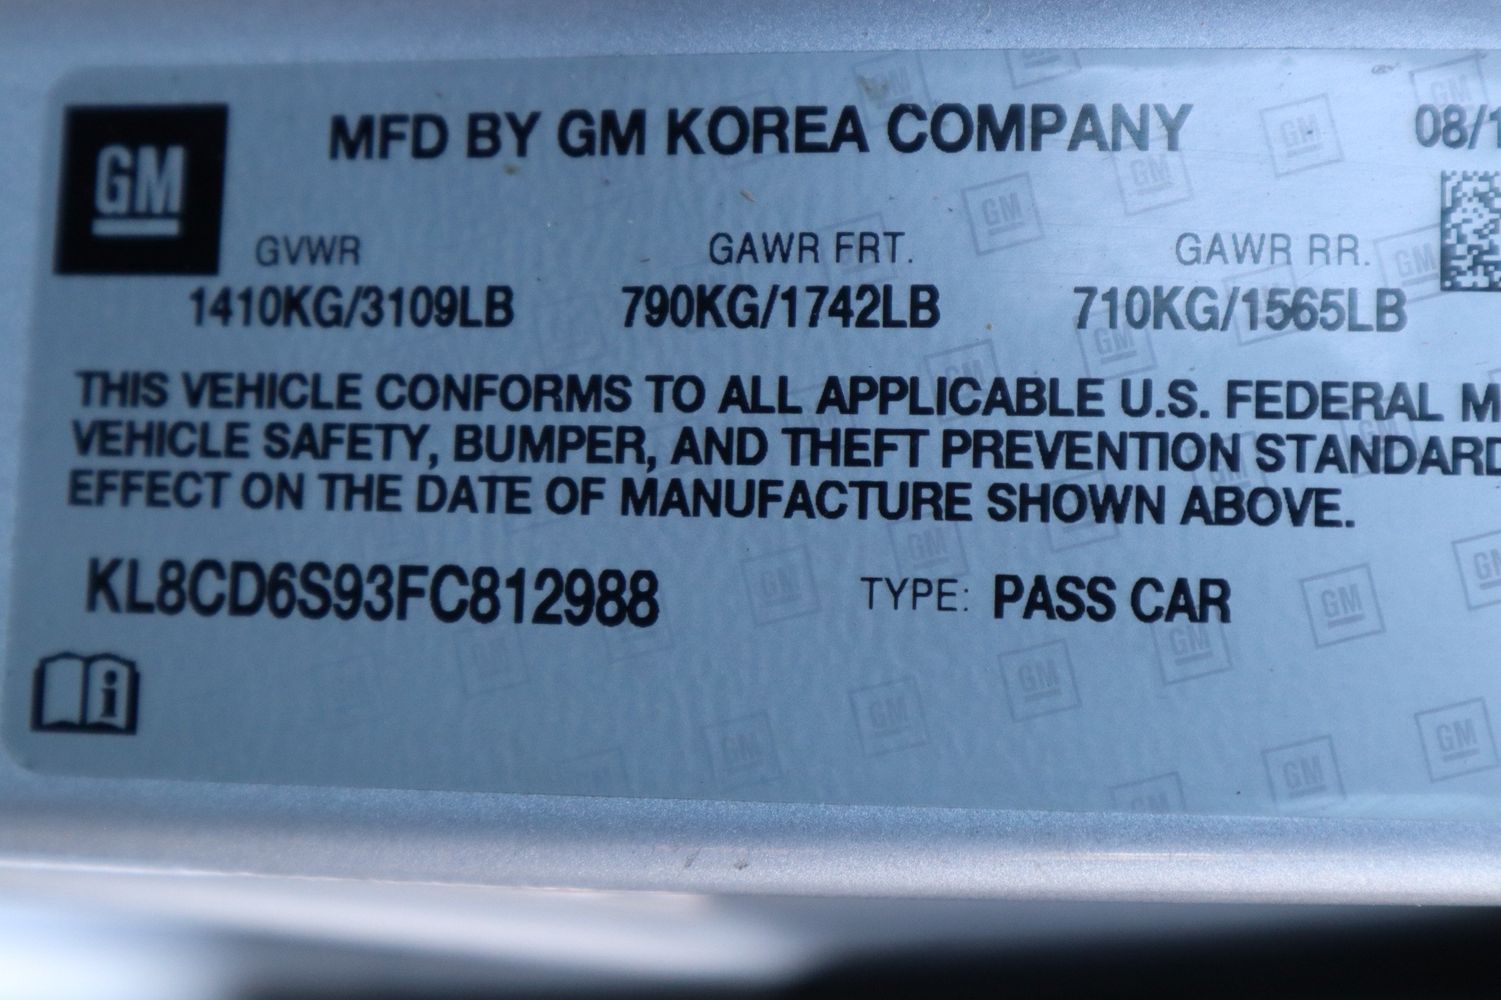 GM
MFD BY GM KOREA COMPANY 08/1
GVWR GAWR FRT. GAWR RR.
1410KG/3109LB 790KG/1742LB 710KG/1565LB
THIS VEHICLE CONFORMS TO ALL APPLICABLE U.S. FEDERAL M
VEHICLE SAFETY, BUMPER, AND THEFT PREVENTION STANDARD
EFFECT ON THE DATE OF MANUFACTURE SHOWN ABOVE.
KL8CD6S93FC812988 TYPE: PASS CAR
i